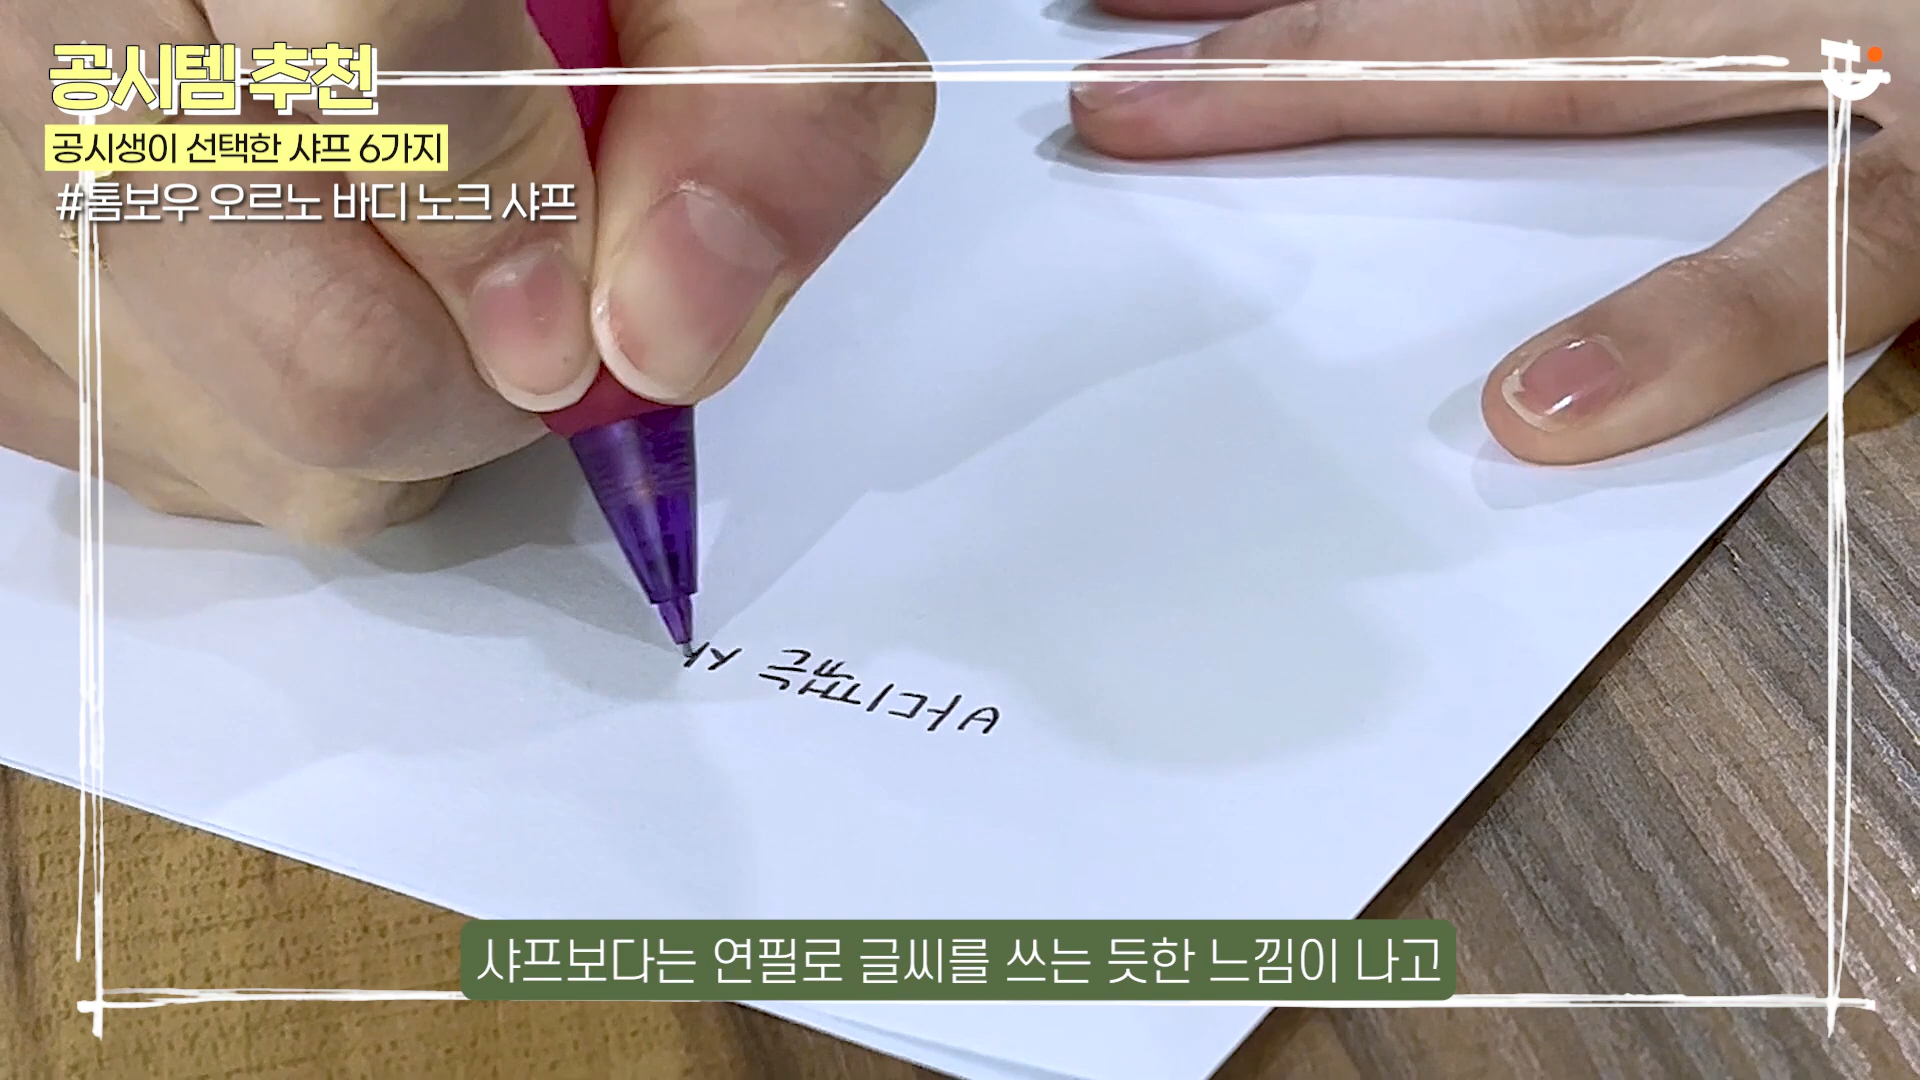 공시템 추천
공시생이 선택한 샤프 6가지
#톰보우 오르노 바디 노크 샤프
샤프보다는 연필로 글씨를 쓰는 듯한 느낌이 나고